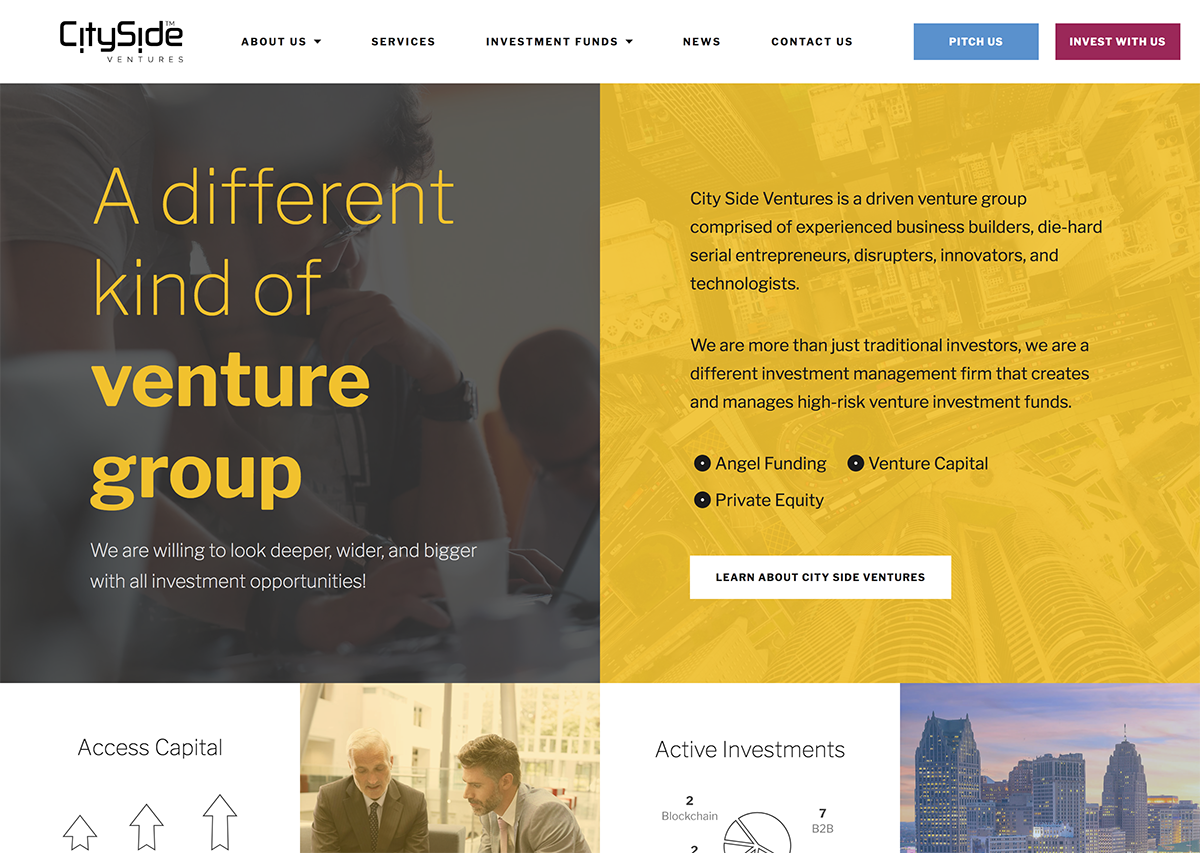 CitySide™
VENTURES
ABOUT US
SERVICES
INVESTMENT FUNDS
NEWS
CONTACT US
PITCH US
INVEST WITH US
A different
kind of
venture
group
We are willing to look deeper, wider, and bigger
with all investment opportunities!
City Side Ventures is a driven venture group
comprised of experienced business builders, die-hard
serial entrepreneurs, disrupters, innovators, and
technologists.
We are more than just traditional investors, we are a
different investment management firm that creates
and manages high-risk venture investment funds.
Angel Funding
Venture Capital
Private Equity
LEARN ABOUT CITY SIDE VENTURES
Access Capital
Active Investments
2
Blockchain
7
B2B
2